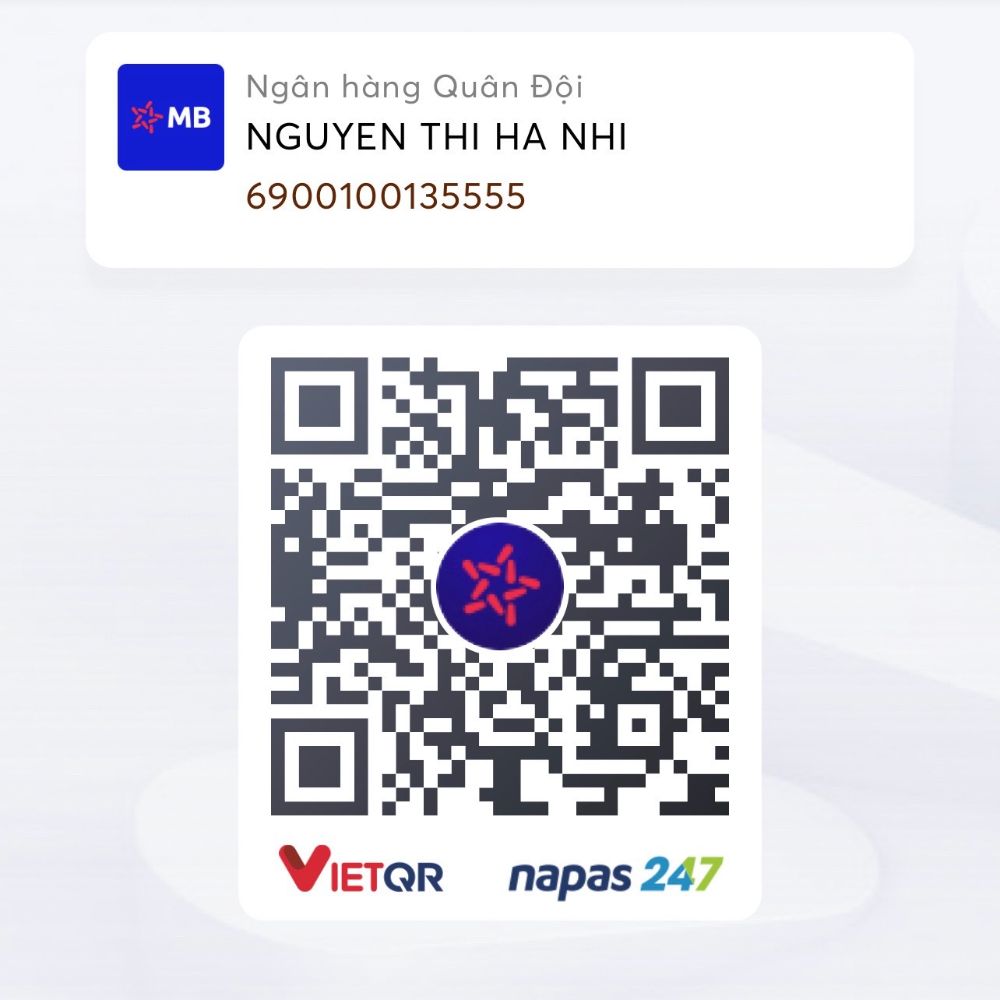 MB
Ngân hàng Quân Đội
NGUYEN THI HA NHI
6900100135555
VIETQR
napas 247